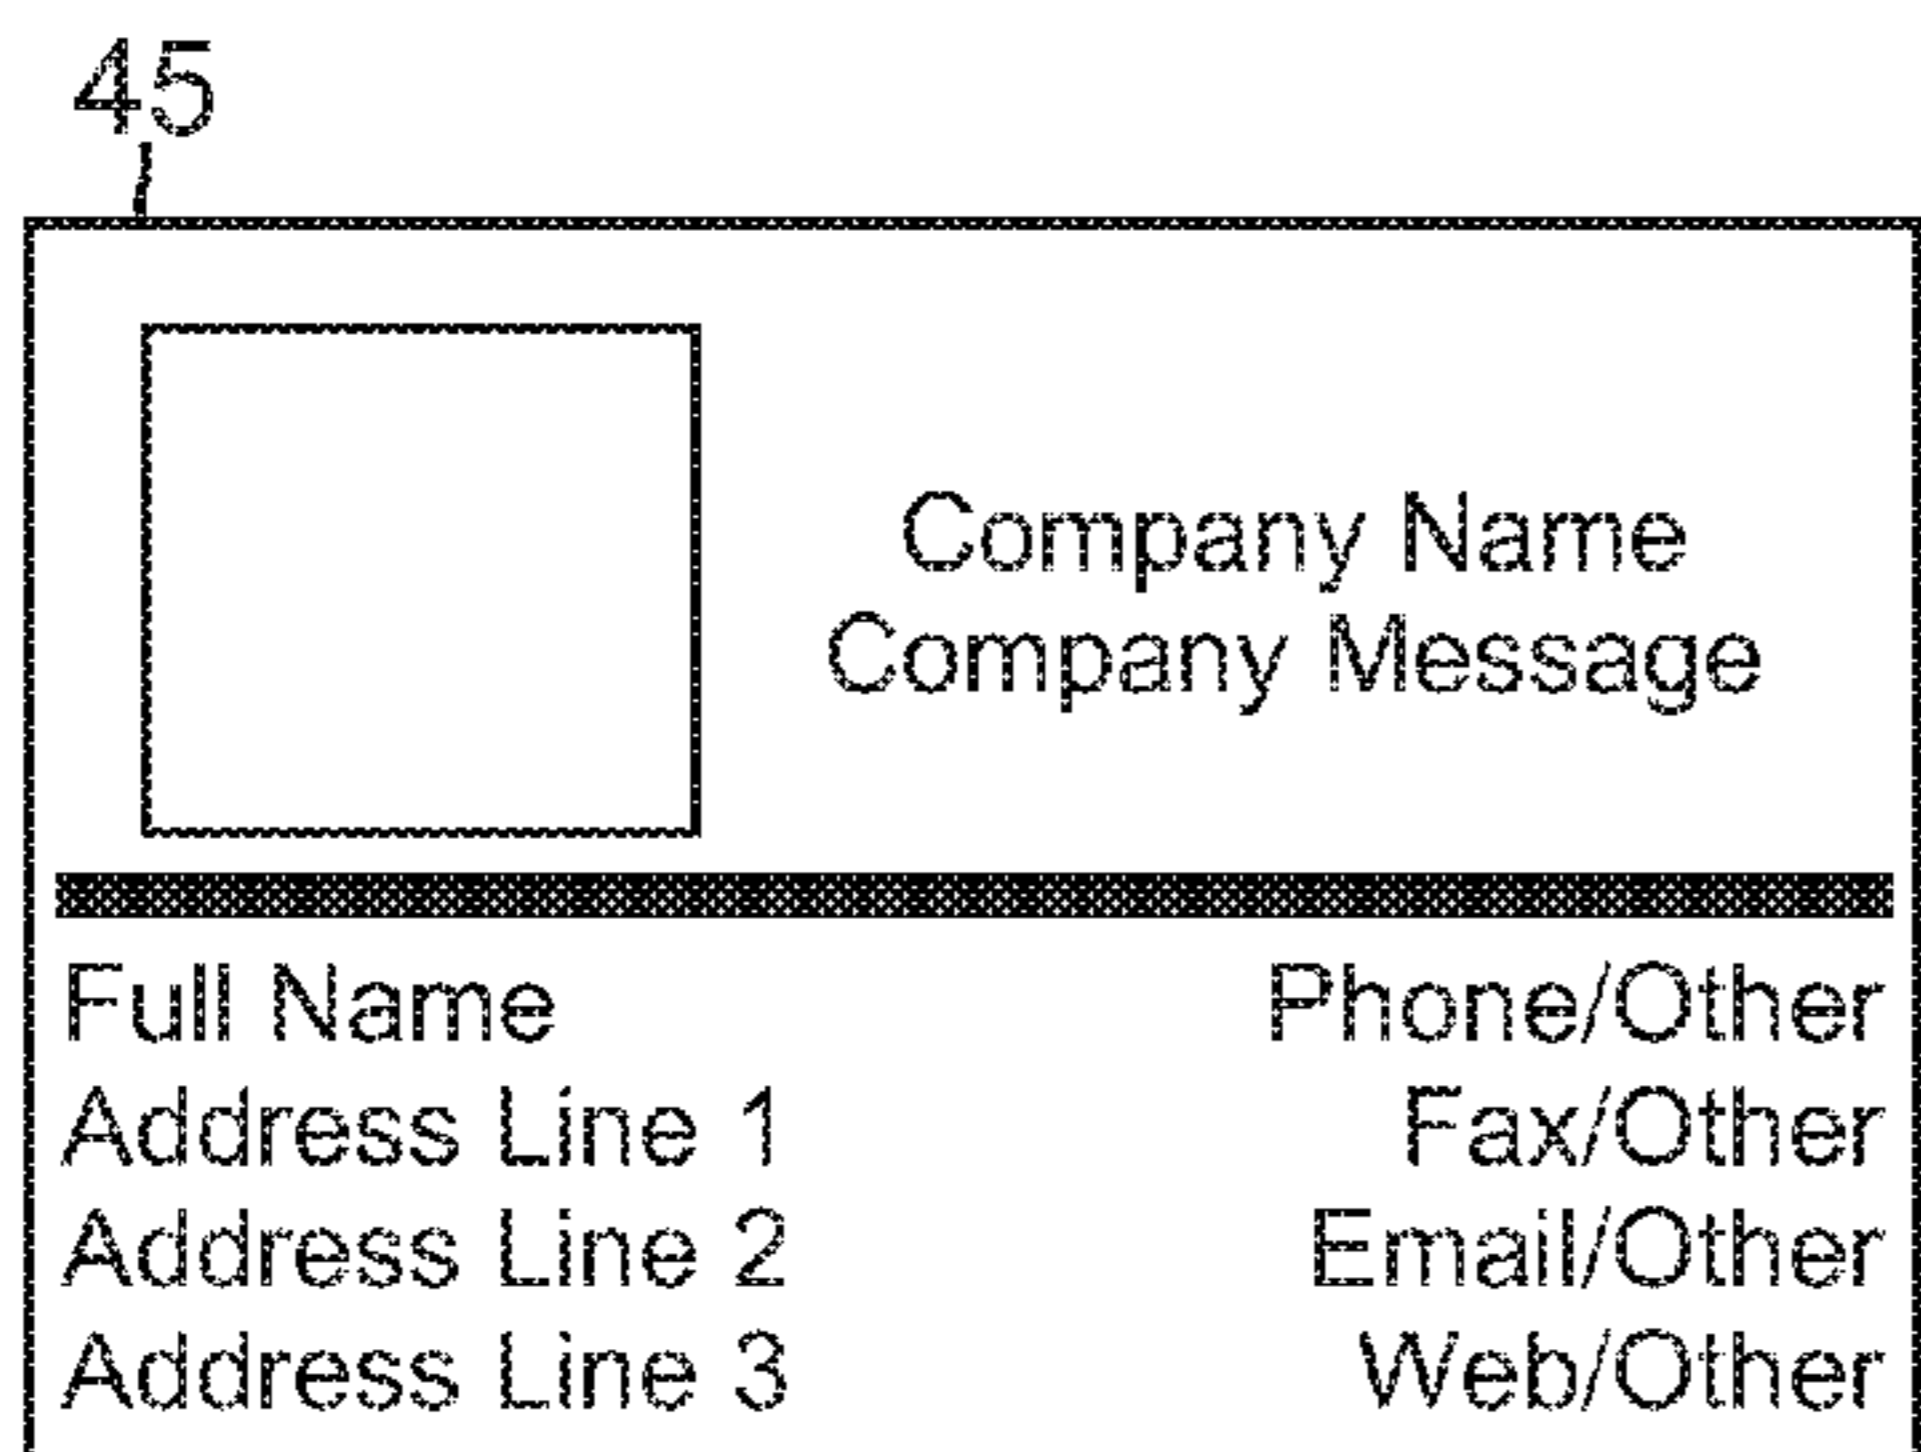 45
Company Name
Company Message
Full Name
Phone/Other
Address Line 1
Fax/Other
Address Line 2
Email/Other
Address Line 3
Web/Other